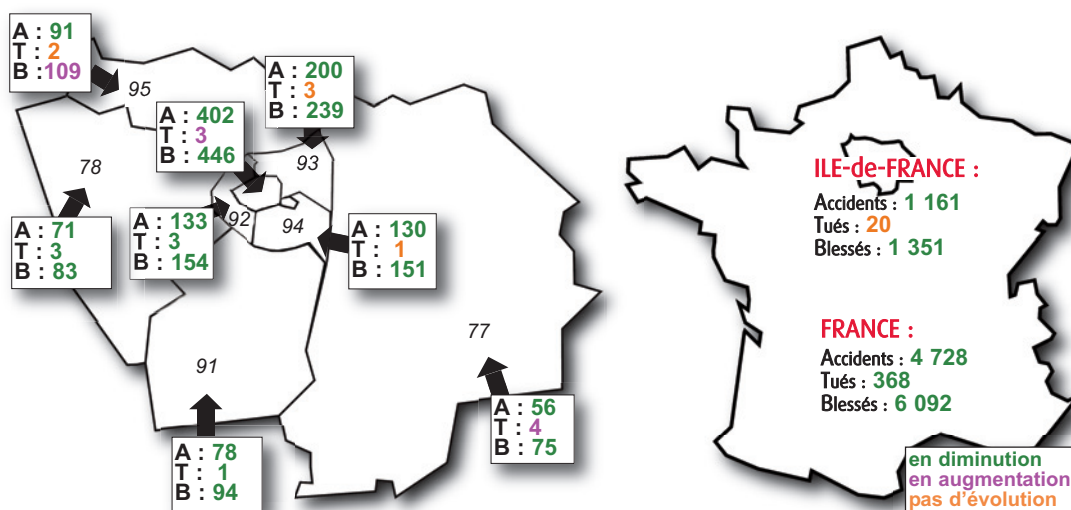 A : 91
T : 2
B :109
95
A : 200
T : 3
B : 239
A : 402
T : 3
B : 446
93
78
A : 71
T : 3
B : 83
A : 133
T : 3
B : 154
92
94
A : 130
T : 1
B : 151
77
91
A : 78
T : 1
B : 94
A : 56
T : 4
B : 75
ILE-de-FRANCE :
Accidents : 1 161
Tués : 20
Blessés : 1 351
FRANCE :
Accidents : 4 728
Tués : 368
Blessés : 6 092
en diminution
en augmentation
pas d'évolution